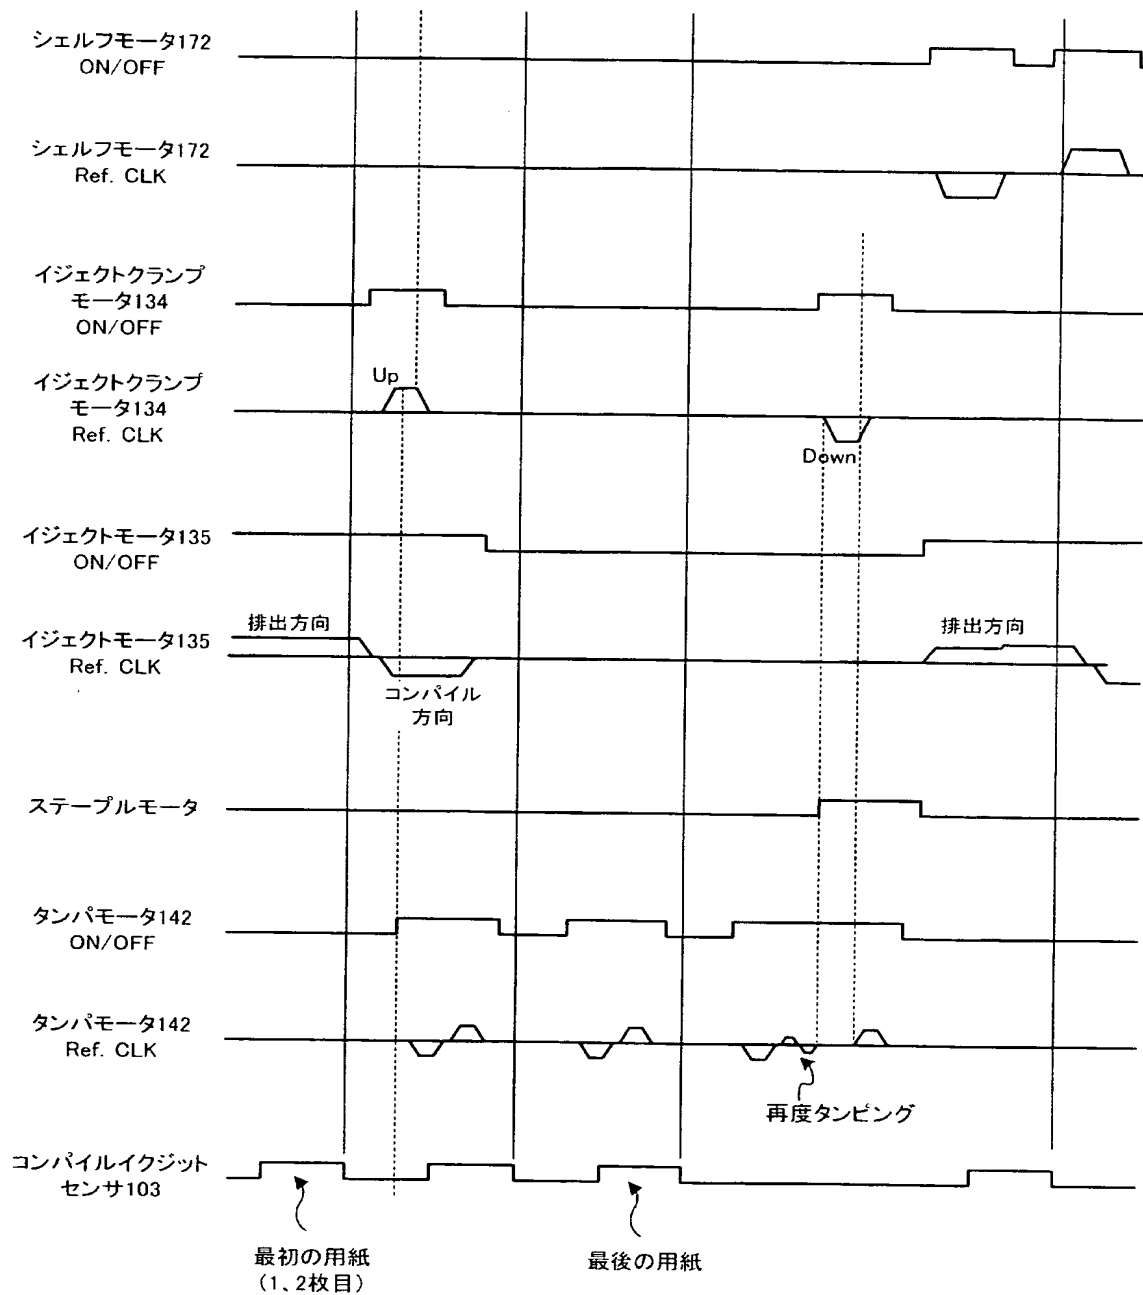 シェルフモータ172
ON/OFF
シェルフモータ172
Ref. CLK
イジェクトクランプ
モータ134
ON/OFF
イジェクトクランプ
モータ134
Ref. CLK
Up
Down
イジェクトモータ135
ON/OFF
イジェクトモータ135
Ref. CLK
排出方向
コンパイル
方向
排出方向
ステープルモータ
タンパモータ142
ON/OFF
タンパモータ142
Ref. CLK
再度タンピング
コンパイルイクジット
センサ103
最初の用紙
(1、2枚目)
最後の用紙